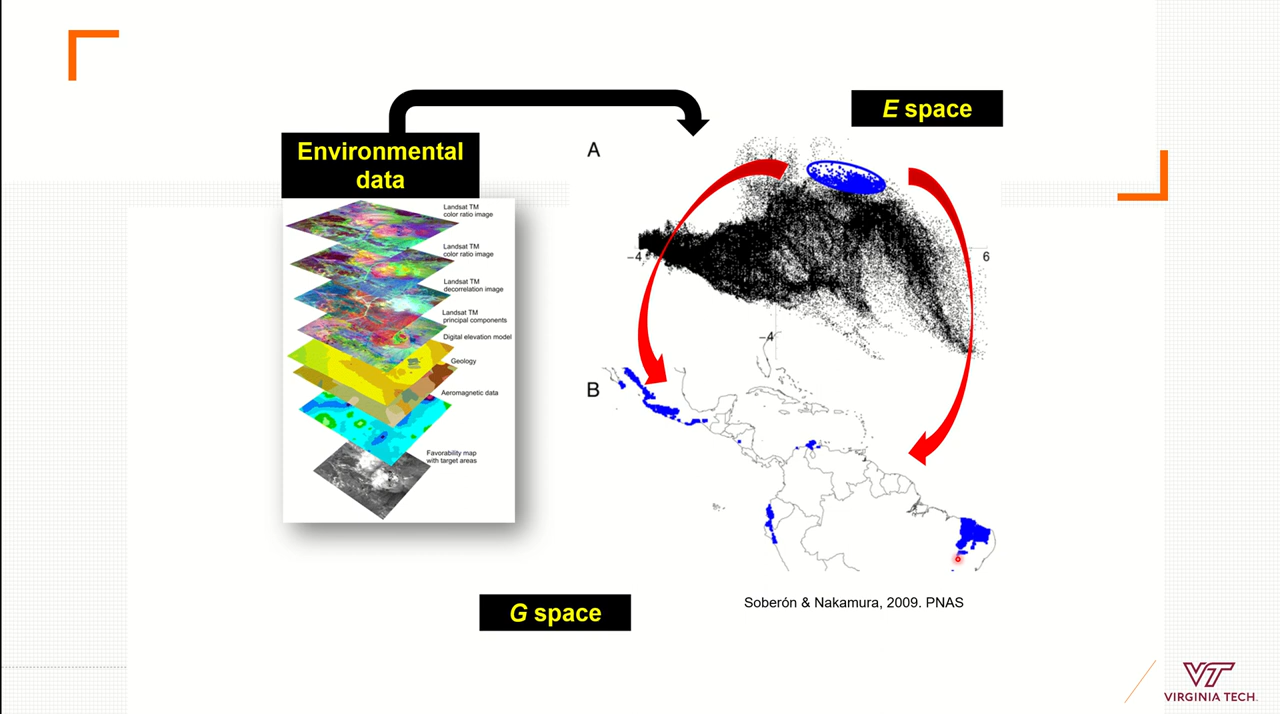 E space
Environmental
data
A
Landsat TM
color ratio image
Landsat TM
color ratio image
Landsat TM
decorrelation image
Landsat TM
principal components
Digital elevation model
Geology
Aeromagnetic data
Favorability map
with target areas
4
−4
6
−4
B
G space
Soberón & Nakamura, 2009. PNAS
VT
VIRGINIA TECH.